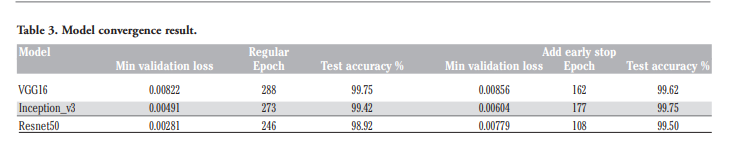 Table 3. Model convergence result.
Model Regular Add early stop
Min validation loss Epoch Test accuracy % Min validation loss Epoch Test accuracy %
VGG16 0.00822 288 99.75 0.00856 162 99.62
Inception_v3 0.00491 273 99.42 0.00604 177 99.75
Resnet50 0.00281 246 98.92 0.00779 108 99.50